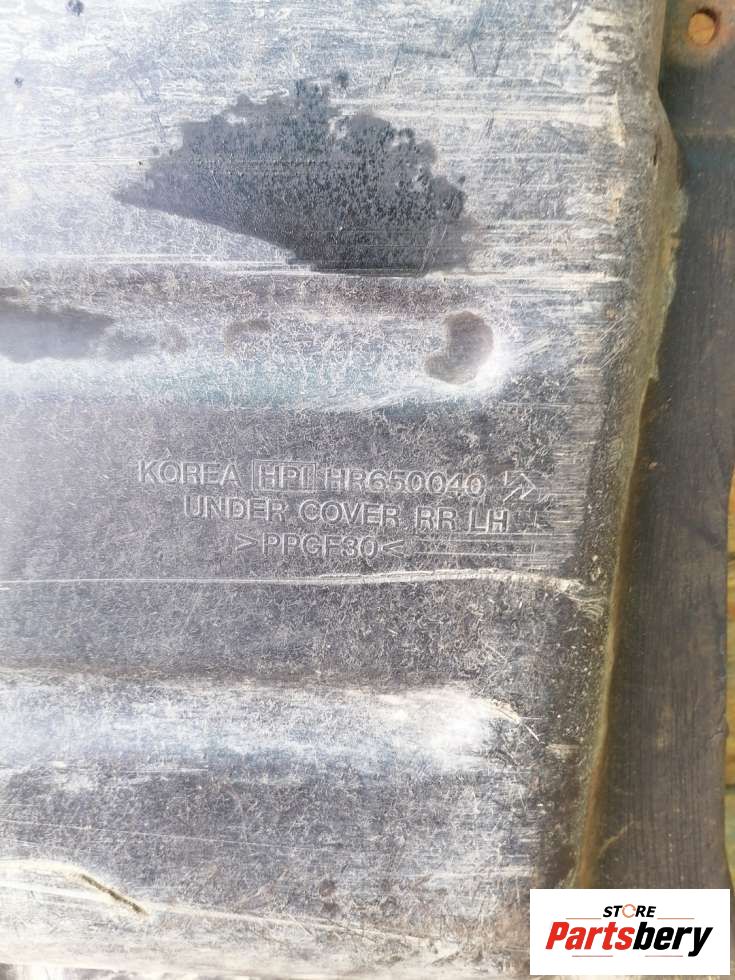 KOREA HPI HR650040
UNDER COVER RR LH
>PPGF30<
STORE
Partsbery